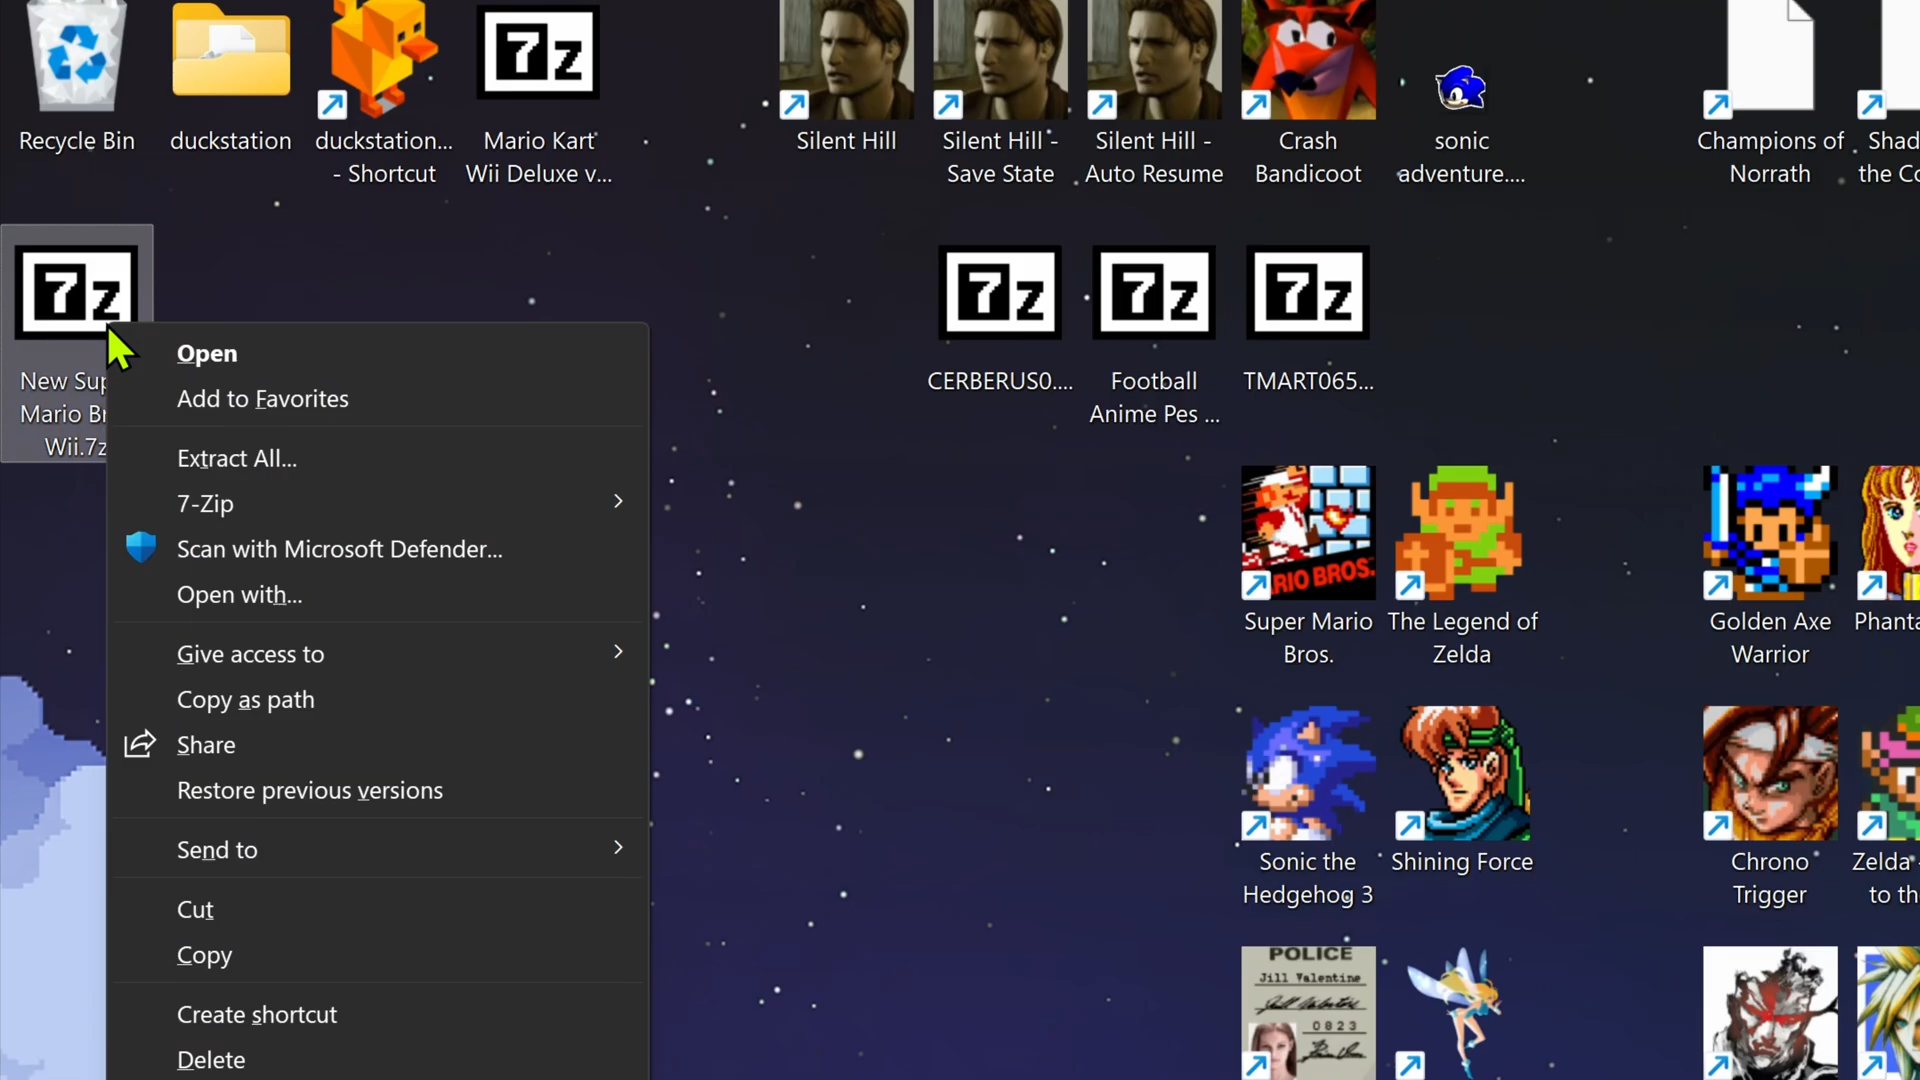 Recycle Bin
duckstation
duckstation...
- Shortcut
7z
Mario Kart
Wii Deluxe v...
Silent Hill
Silent Hill -
Save State
Silent Hill -
Auto Resume
Crash
Bandicoot
sonic
adventure....
Champions of
Norrath
Shad
the Co
7z
New Sup
Mario Br
Wii.7z
7z
CERBERUS0....
7z
Football
Anime Pes ...
7z
TMART065...
Open
Add to Favorites
Extract All...
7-Zip
Scan with Microsoft Defender...
Open with...
Give access to
Copy as path
Share
Restore previous versions
Send to
Cut
Copy
Create shortcut
Delete
RIO BROS.
Super Mario
Bros.
The Legend of
Zelda
Golden Axe
Warrior
Phanta
Sonic the
Hedgehog 3
Shining Force
Chrono
Trigger
Zelda -
to th
POLICE
Jill Valentine
0823